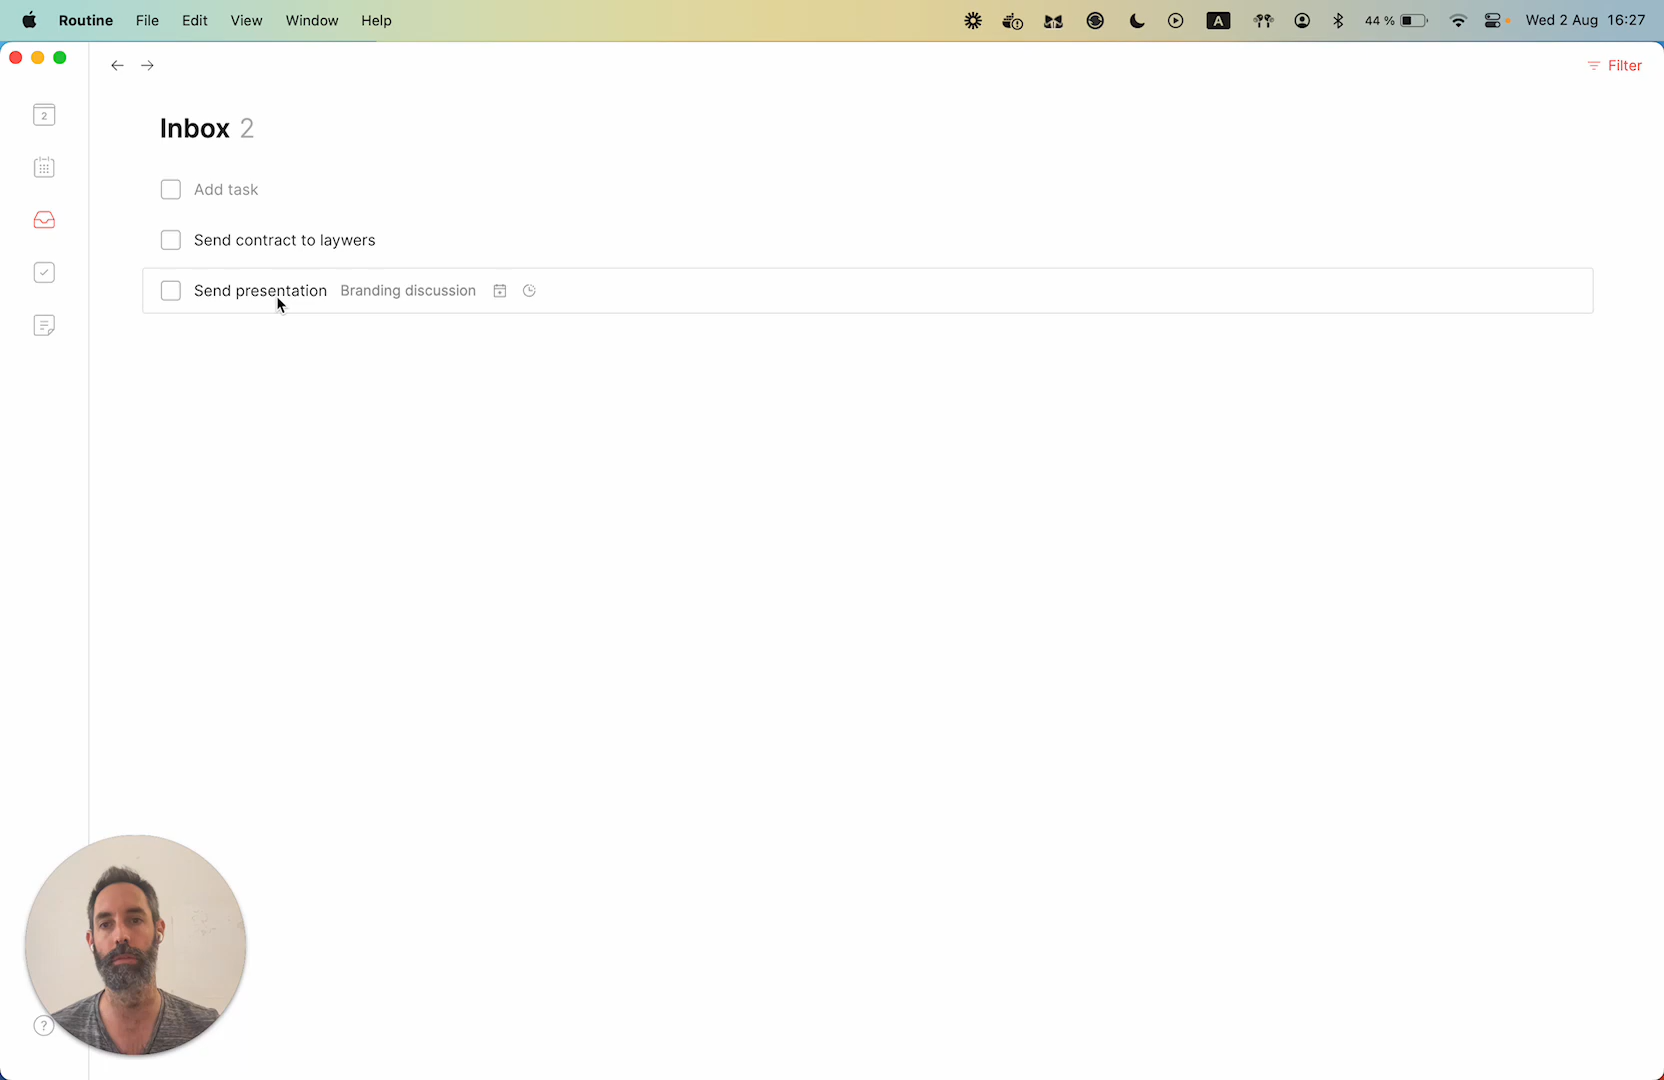 Routine File Edit View Window Help A 44 % Wed 2 Aug 16:27
Filter
2
Inbox 2
Add task
Send contract to laywers
Send presentation Branding discussion
?